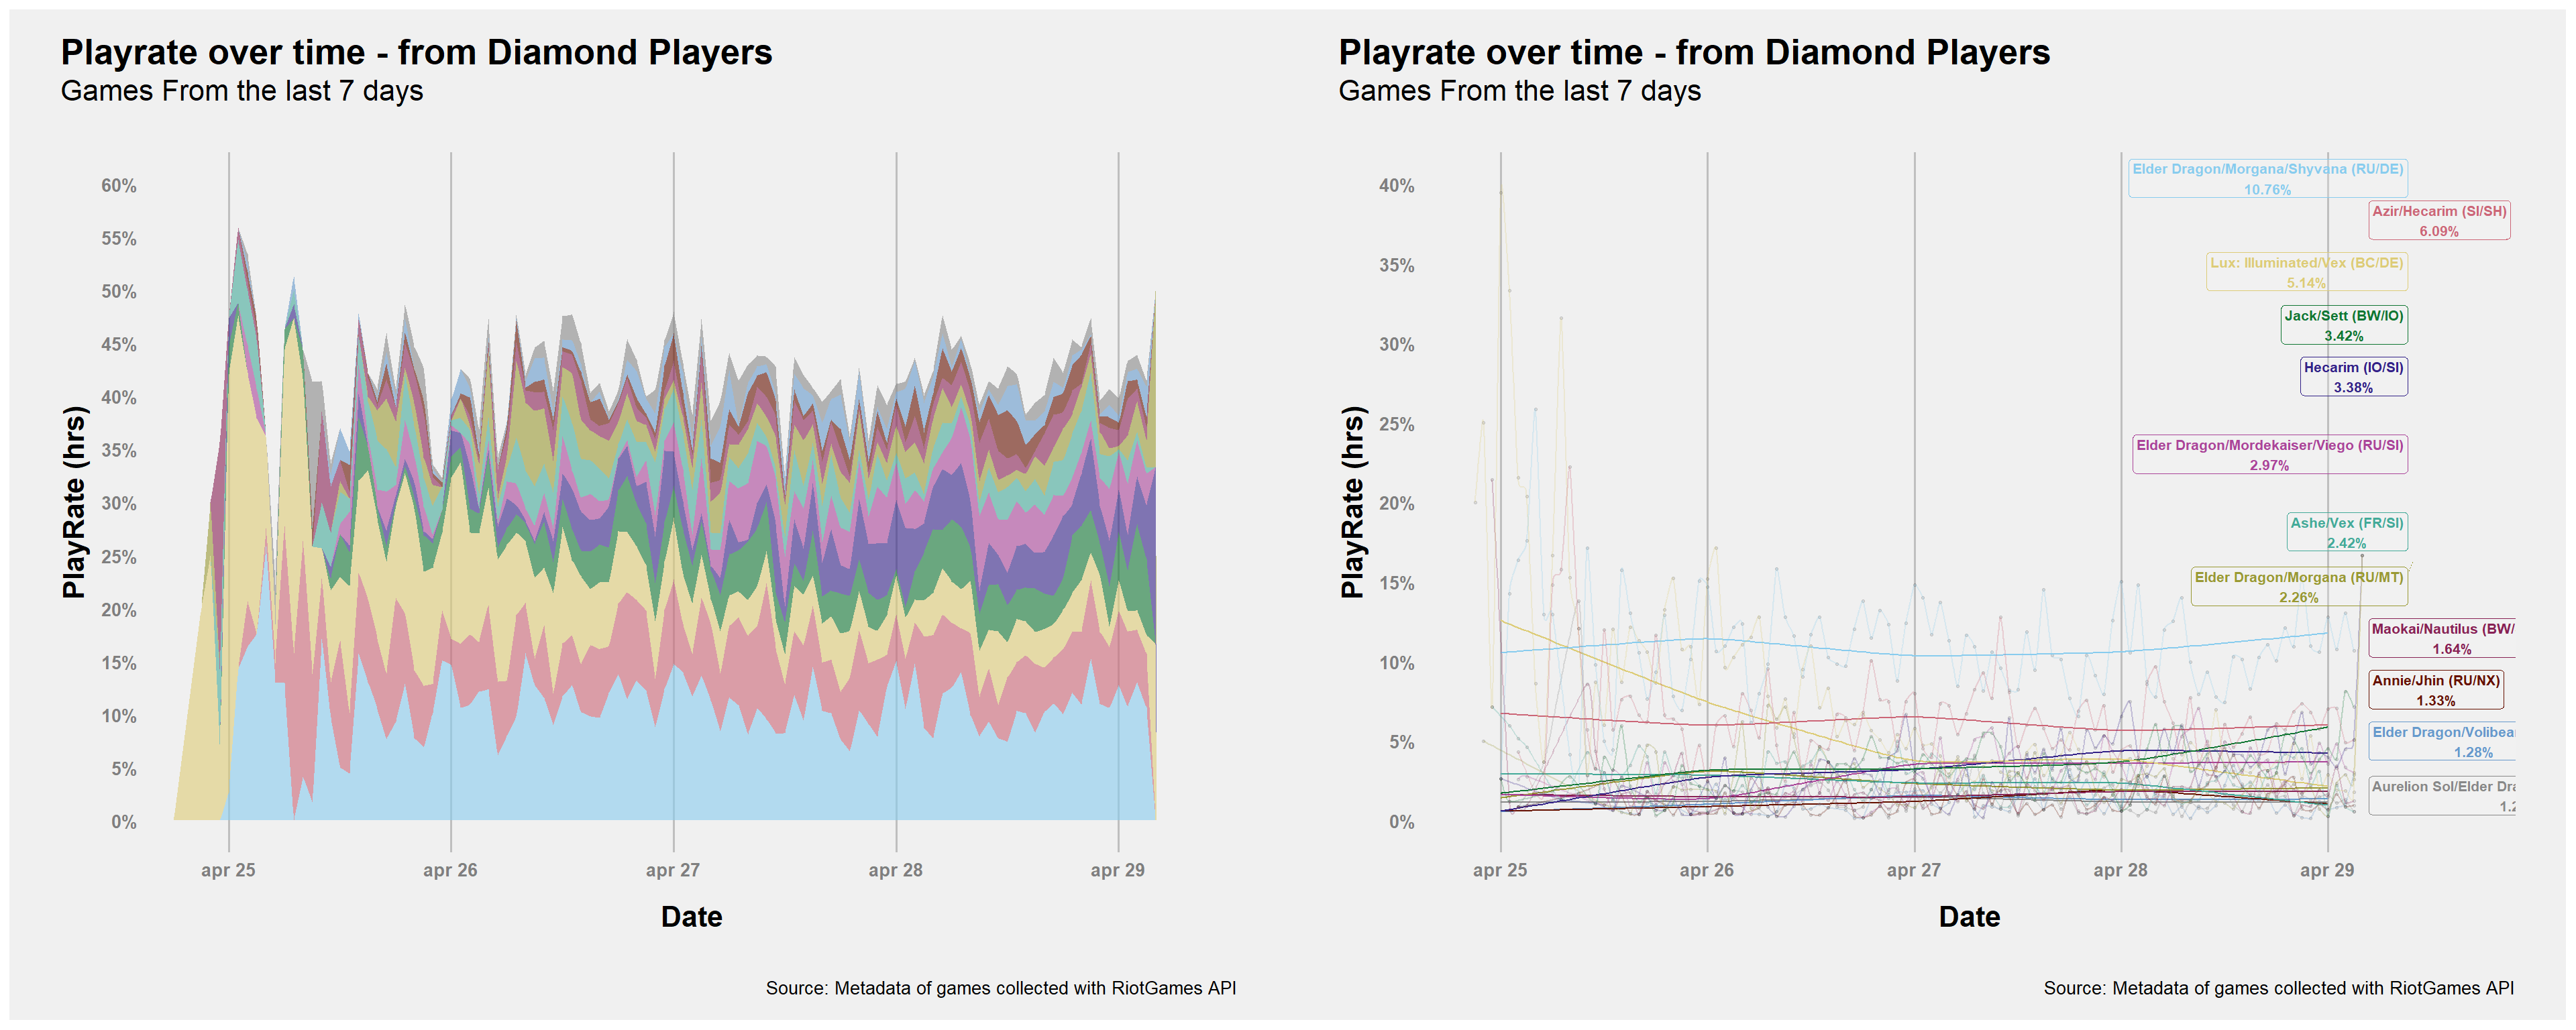 Playrate over time - from Diamond Players
Games From the last 7 days
PlayRate (hrs)
60%
55%
50%
45%
40%
35%
30%
25%
20%
15%
10%
5%
0%
apr 25
apr 26
apr 27
apr 28
apr 29
Date
Source: Metadata of games collected with RiotGames API
Playrate over time - from Diamond Players
Games From the last 7 days
PlayRate (hrs)
40%
35%
30%
25%
20%
15%
10%
5%
0%
Elder Dragon/Morgana/Shyvana (RU/DE)
10.76%
Azir/Hecarim (SI/SH)
6.09%
Lux: Illuminated/Vex (BC/DE)
5.14%
Jack/Sett (BW/IO)
3.42%
Hecarim (IO/SI)
3.38%
Elder Dragon/Mordekaiser/Viego (RU/SI)
2.97%
Ashe/Vex (FR/SI)
2.42%
Elder Dragon/Morgana (RU/MT)
2.26%
Maokai/Nautilus (BW/
1.64%
Annie/Jhin (RU/NX)
1.33%
Elder Dragon/Volibea
1.28%
Aurelion Sol/Elder Dra
1.2
apr 25
apr 26
apr 27
apr 28
apr 29
Date
Source: Metadata of games collected with RiotGames API